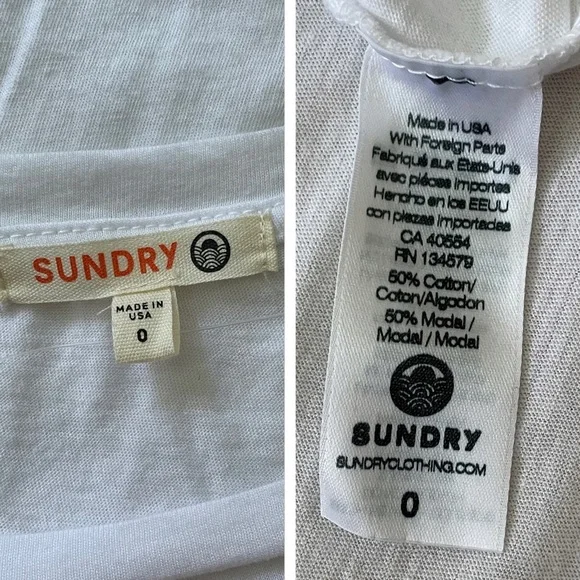 SUNDRY
MADE IN
USA
0
Made in USA
With Foreign Parts
Fabriqué aux Etats-Unis
avec pièces importes
Hencho en los EEUU
con piezas importadas
CA 40554
RN 134579
50% Cotton/
Coton/Algodon
50% Modal /
Modal / Modal
SUNDRY
SUNDRYCLOTHING.COM
0